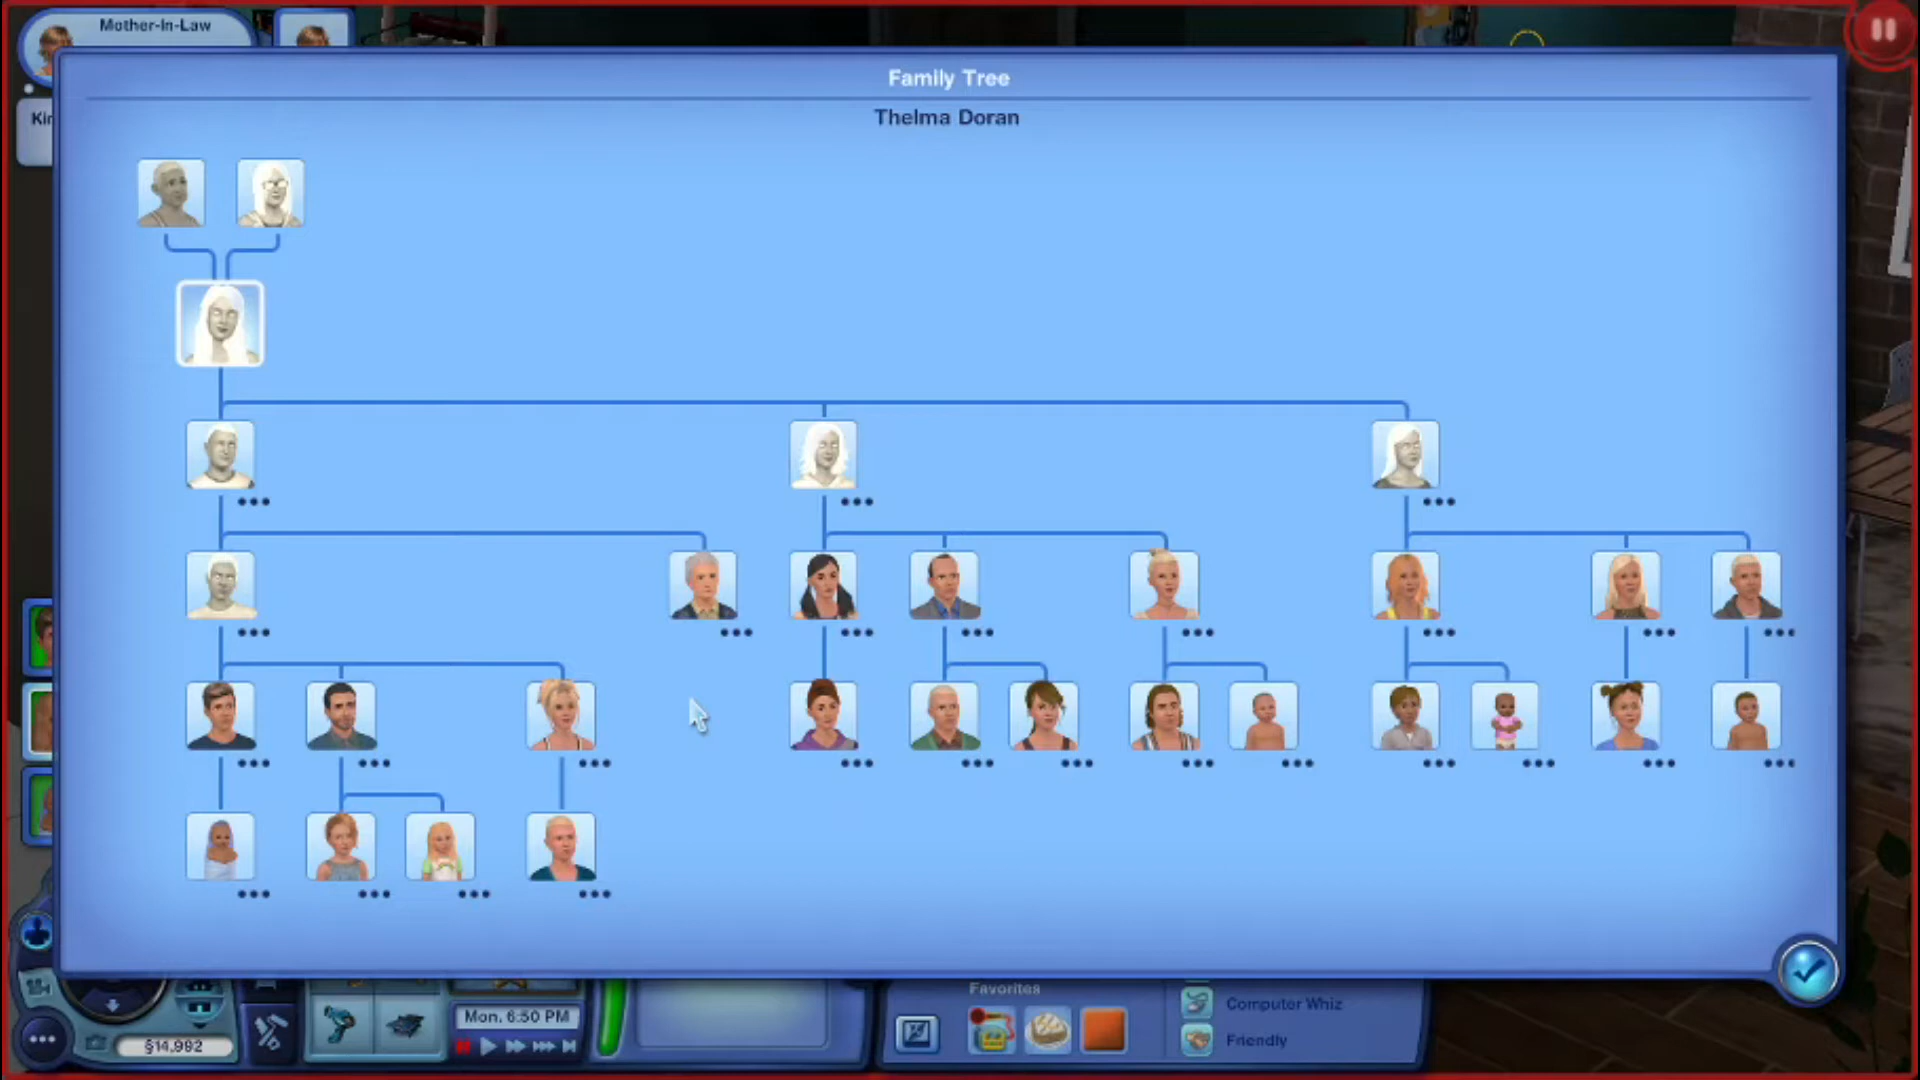 Mother-In-Law
Family Tree
Thelma Doran
Mon. 6:50 PM
§14,992
Favorites
Computer Whiz
Friendly